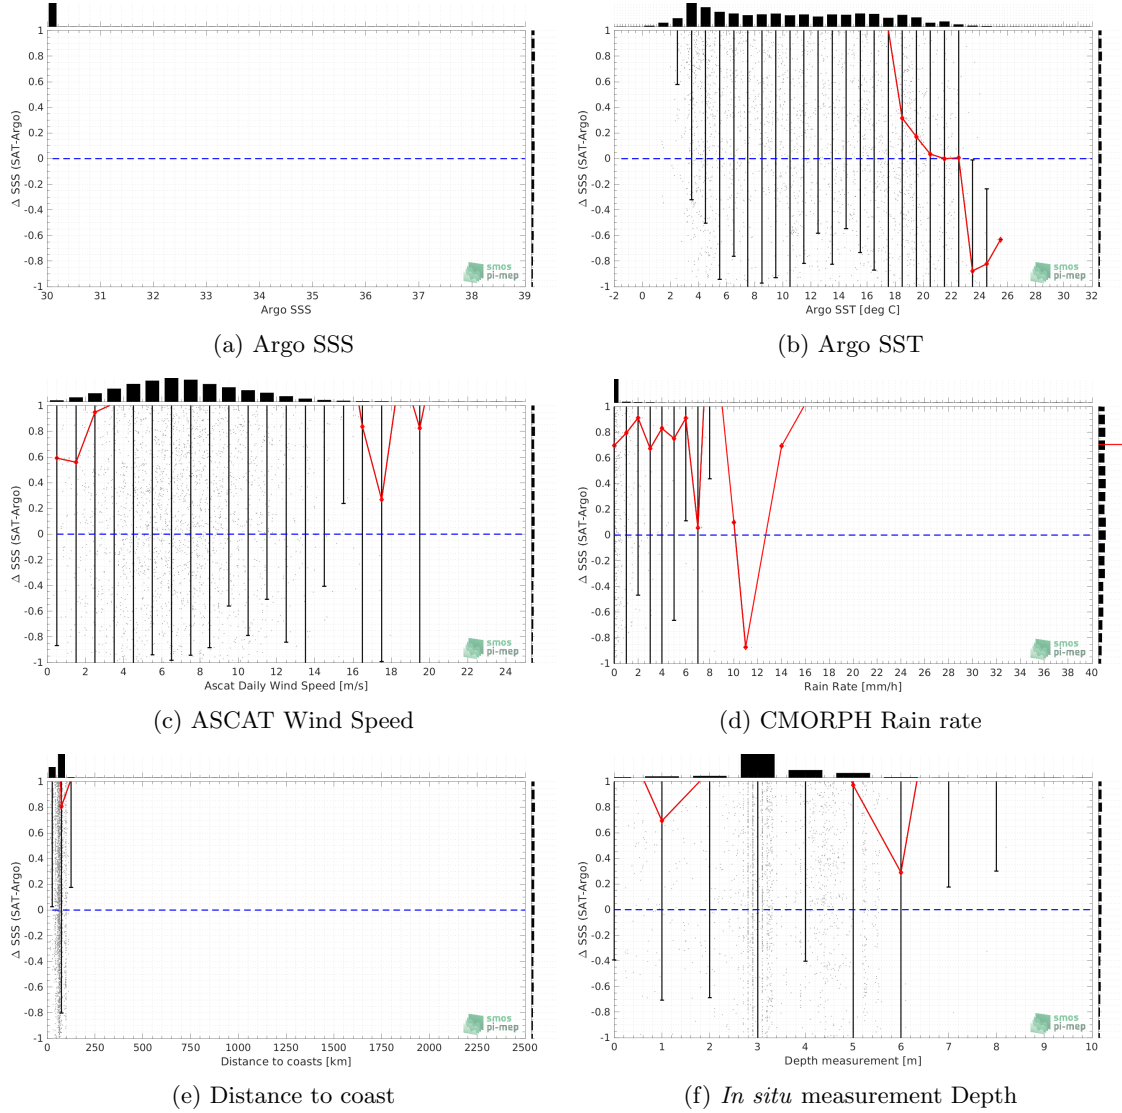 1
0.8
0.6
0.4
0.2
0
-0.2
-0.4
-0.6
-0.8
-1
Δ SSS (SAT-Argo)
smos
pi-mep
30 31 32 33 34 35 36 37 38 39
Argo SSS
(a) Argo SSS
1
0.8
0.6
0.4
0.2
0
-0.2
-0.4
-0.6
-0.8
-1
Δ SSS (SAT-Argo)
smos
pi-mep
-2 0 2 4 6 8 10 12 14 16 18 20 22 24 26 28 30 32
Argo SST [deg C]
(b) Argo SST
1
0.8
0.6
0.4
0.2
0
-0.2
-0.4
-0.6
-0.8
-1
Δ SSS (SAT-Argo)
smos
pi-mep
0 2 4 6 8 10 12 14 16 18 20 22 24
Ascat Daily Wind Speed [m/s]
(c) ASCAT Wind Speed
1
0.8
0.6
0.4
0.2
0
-0.2
-0.4
-0.6
-0.8
-1
Δ SSS (SAT-Argo)
smos
pi-mep
0 2 4 6 8 10 12 14 16 18 20 22 24 26 28 30 32 34 36 38 40
Rain Rate [mm/h]
(d) CMORPH Rain rate
1
0.8
0.6
0.4
0.2
0
-0.2
-0.4
-0.6
-0.8
-1
Δ SSS (SAT-Argo)
smos
pi-mep
0 250 500 750 1000 1250 1500 1750 2000 2250 2500
Distance to coasts [km]
(e) Distance to coast
1
0.8
0.6
0.4
0.2
0
-0.2
-0.4
-0.6
-0.8
-1
Δ SSS (SAT-Argo)
smos
pi-mep
0 1 2 3 4 5 6 7 8 9 10
Depth measurement [m]
(f) In situ measurement Depth